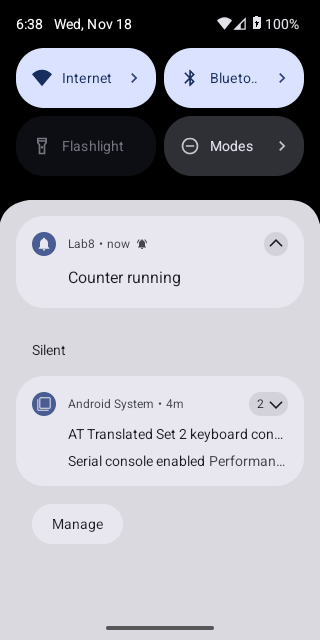 6:38 Wed, Nov 18 100%
Internet Blueto..
Flashlight Modes
Lab8 • now
Counter running
Silent
Android System • 4m 2
AT Translated Set 2 keyboard con...
Serial console enabled Performan...
Manage